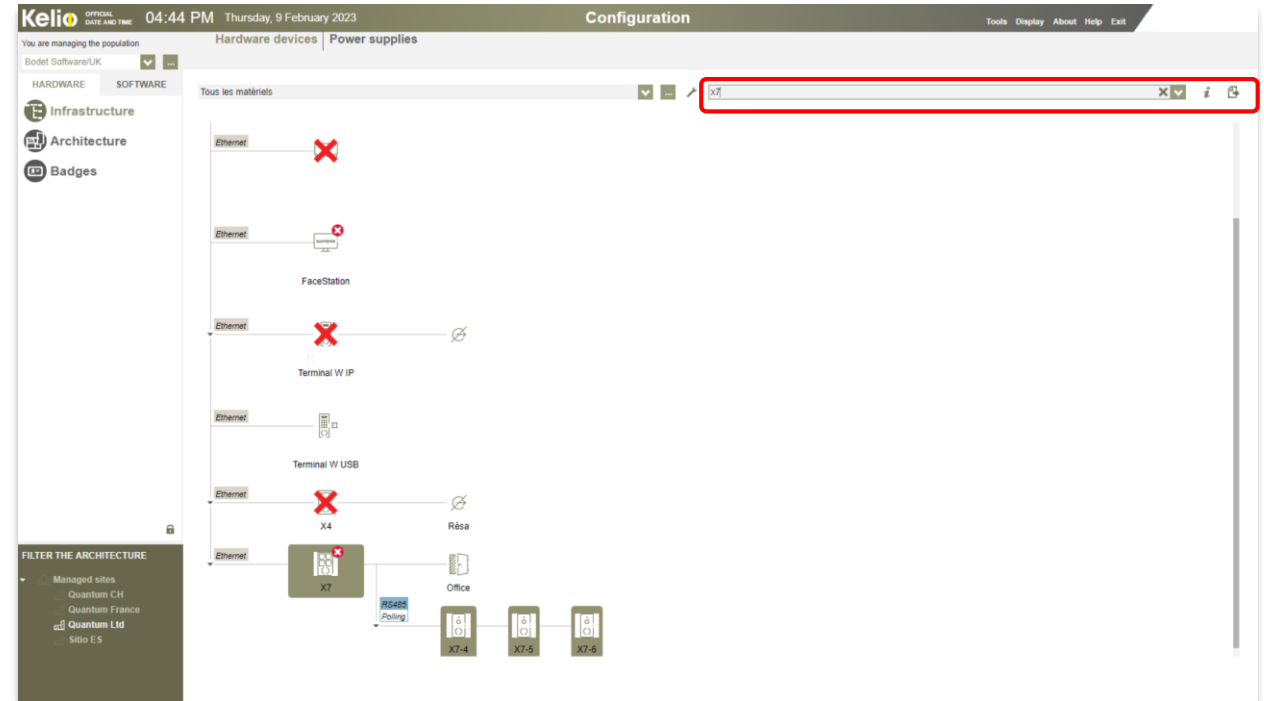 Kelio OFFICIAL DATE AND TIME 04:44 PM Thursday, 9 February 2023 Configuration Tools Display About Help Exit
You are managing the population
Hardware devices Power supplies
Bodet Software/UK ...
HARDWARE SOFTWARE
Tous les matériels ... x7
Infrastructure
Architecture
Badges
Ethernet
Ethernet
FaceStation
Ethernet
Terminal W IP
Ethernet
Terminal W USB
Ethernet
X4 Résa
Ethernet
X7 Office
RS485
Polling
X7-4 X7-5 X7-6
FILTER THE ARCHITECTURE
Managed sites
Quantum CH
Quantum France
Quantum Ltd
Sitio ES